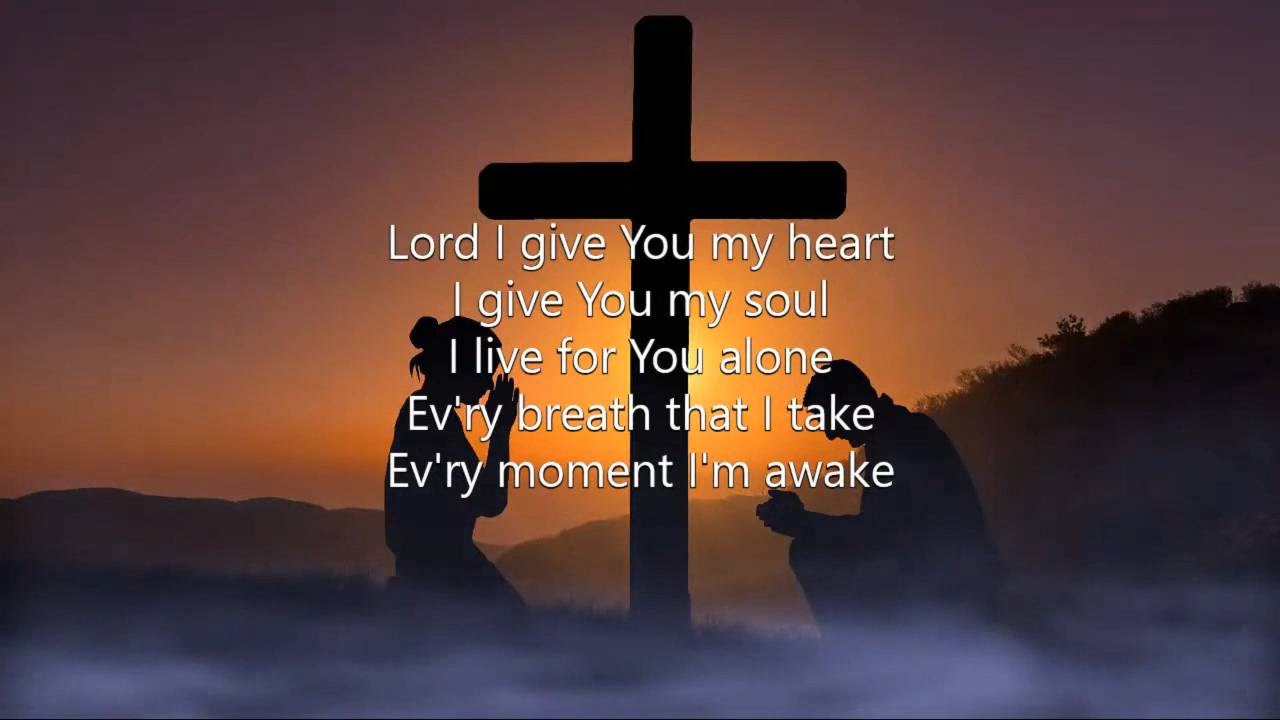 Lord I give You my heart
I give You my soul
I live for You alone
Ev'ry breath that I take
Ev'ry moment I'm awake